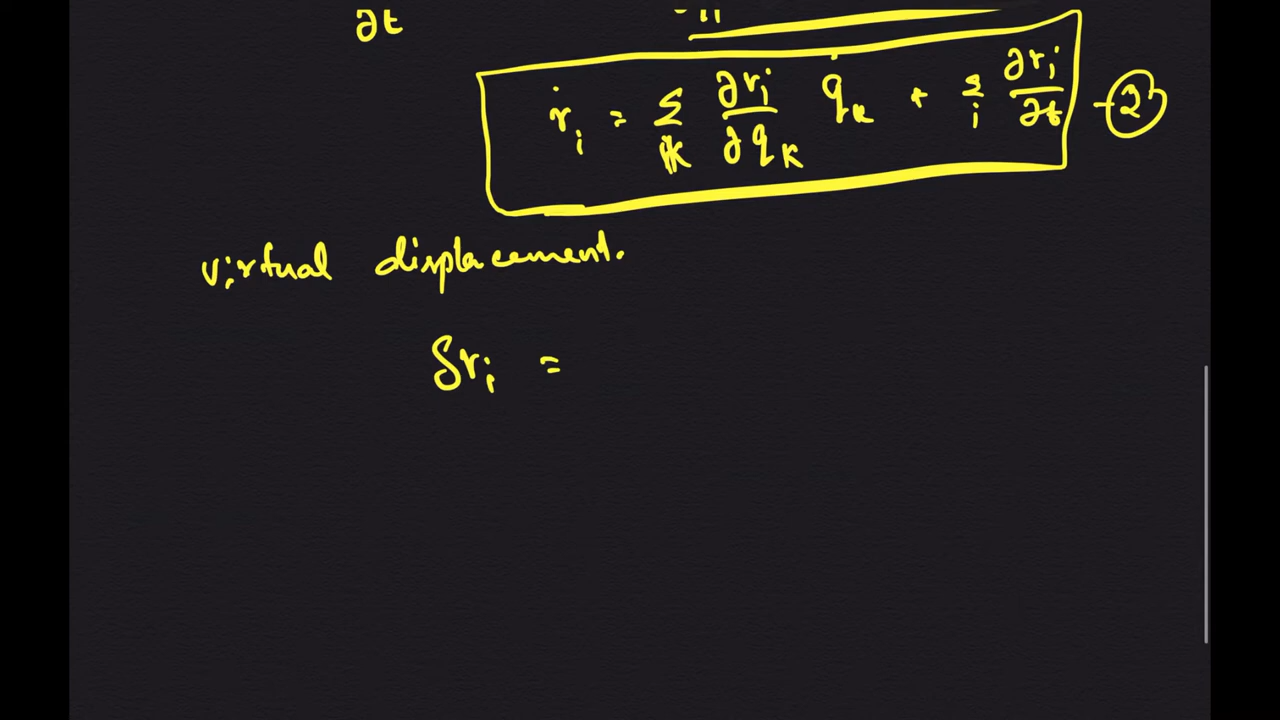 ∂t
ṙᵢ = Σₖ ∂rᵢ/∂qₖ q̇ₖ + Σᵢ ∂rᵢ/∂t -②
virtual displacement.
δrᵢ =